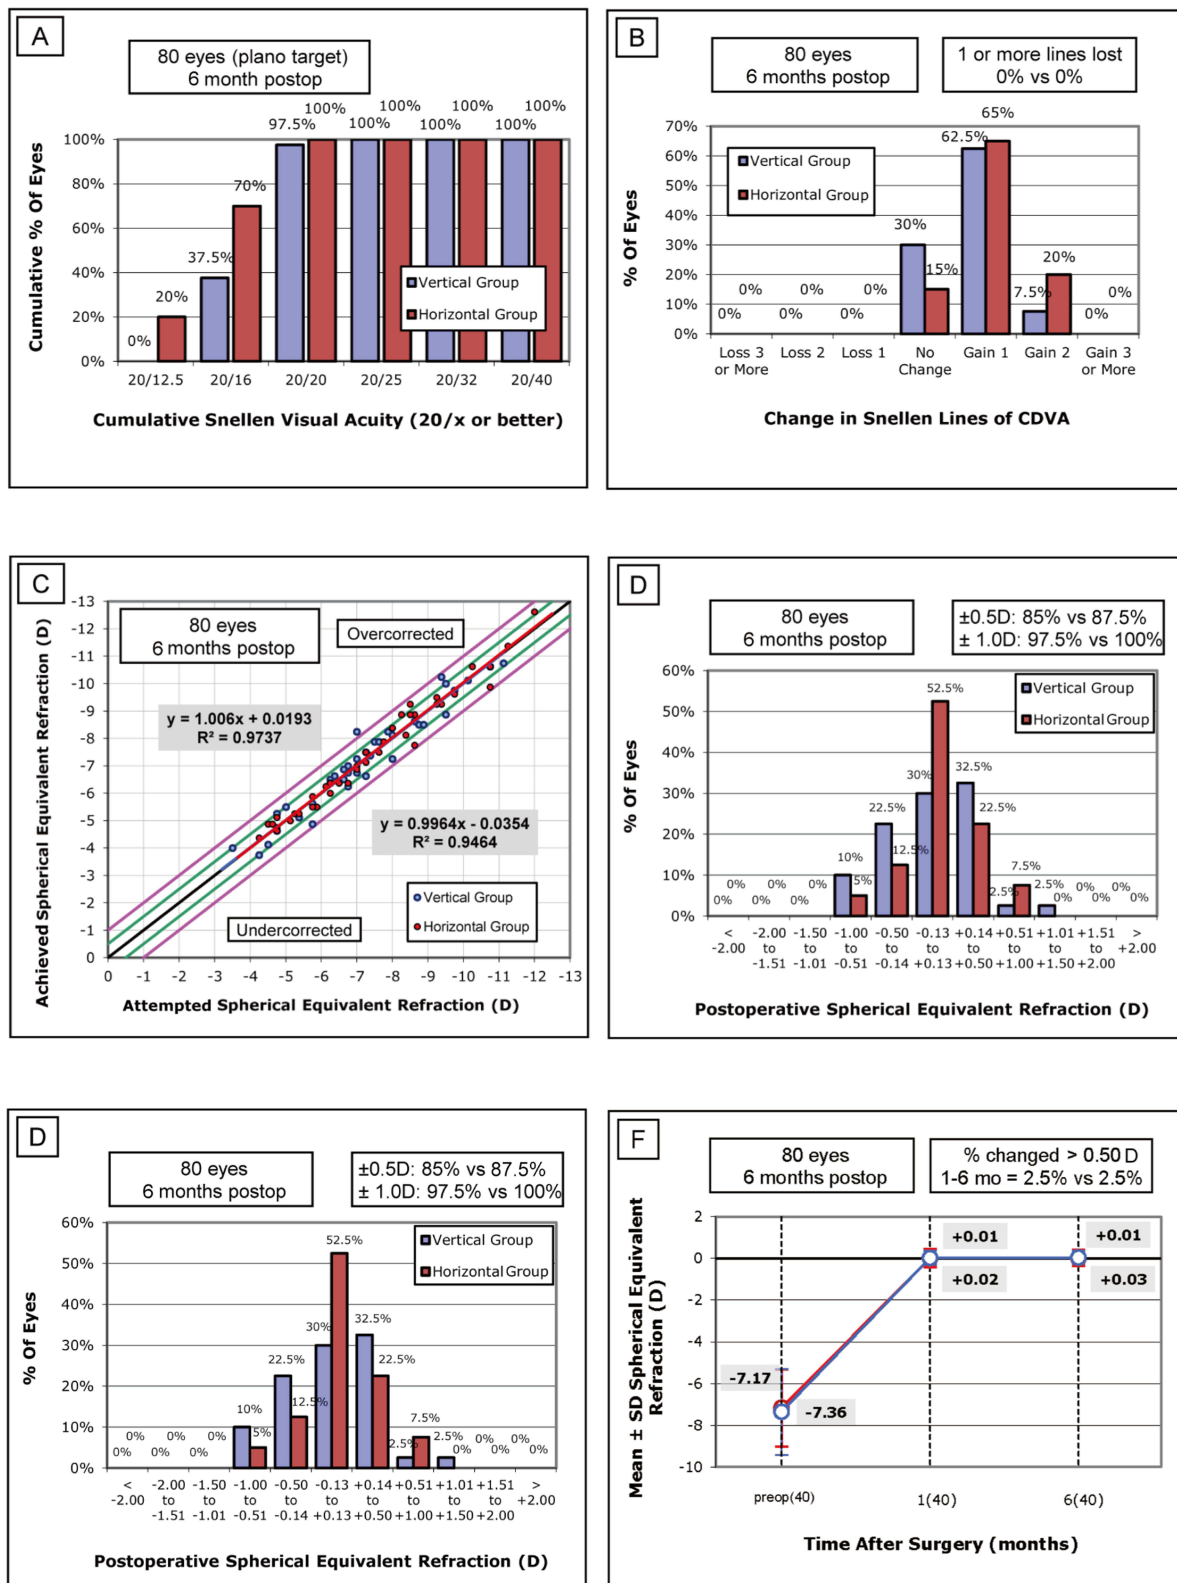 A
80 eyes (plano target)
6 month postop
Cumulative % Of Eyes
100%
80%
60%
40%
20%
0%
0%
20%
37.5%
70%
97.5%
100%
100%
100%
100%
100%
100%
100%
Vertical Group
Horizontal Group
20/12.5 20/16 20/20 20/25 20/32 20/40
Cumulative Snellen Visual Acuity (20/x or better)
B
80 eyes
6 months postop
1 or more lines lost
0% vs 0%
% Of Eyes
70%
60%
50%
40%
30%
20%
10%
0%
Vertical Group
Horizontal Group
0%
0%
0%
0%
0%
0%
30%
15%
62.5%
65%
7.5%
20%
0%
0%
Loss 3 Loss 2 Loss 1 No Gain 1 Gain 2 Gain 3
or More Change or More
Change in Snellen Lines of CDVA
C
80 eyes
6 months postop
Overcorrected
Achieved Spherical Equivalent Refraction (D)
-13
-12
-11
-10
-9
-8
-7
-6
-5
-4
-3
-2
-1
0
y = 1.006x + 0.0193
R² = 0.9737
y = 0.9964x - 0.0354
R² = 0.9464
Vertical Group
Horizontal Group
Undercorrected
0 -1 -2 -3 -4 -5 -6 -7 -8 -9 -10 -11 -12 -13
Attempted Spherical Equivalent Refraction (D)
D
80 eyes
6 months postop
±0.5D: 85% vs 87.5%
± 1.0D: 97.5% vs 100%
% Of Eyes
60%
50%
40%
30%
20%
10%
0%
Vertical Group
Horizontal Group
0%
0%
0%
0%
0%
0%
10%
5%
22.5%
12.5%
30%
52.5%
32.5%
22.5%
2.5%
7.5%
2.5%
0%
0%
0%
0%
0%
< -2.00 -1.50 -1.00 -0.50 -0.13 +0.14 +0.51 +1.01 +1.51 >
-2.00 to to to to to to to to to +2.00
-1.51 -1.01 -0.51 -0.14 +0.13 +0.50 +1.00 +1.50 +2.00
Postoperative Spherical Equivalent Refraction (D)
D
80 eyes
6 months postop
±0.5D: 85% vs 87.5%
± 1.0D: 97.5% vs 100%
% Of Eyes
60%
50%
40%
30%
20%
10%
0%
Vertical Group
Horizontal Group
0%
0%
0%
0%
0%
0%
10%
5%
22.5%
12.5%
30%
52.5%
32.5%
22.5%
2.5%
7.5%
2.5%
0%
0%
0%
0%
0%
< -2.00 -1.50 -1.00 -0.50 -0.13 +0.14 +0.51 +1.01 +1.51 >
-2.00 to to to to to to to to to +2.00
-1.51 -1.01 -0.51 -0.14 +0.13 +0.50 +1.00 +1.50 +2.00
Postoperative Spherical Equivalent Refraction (D)
F
80 eyes
6 months postop
% changed > 0.50 D
1-6 mo = 2.5% vs 2.5%
Mean ± SD Spherical Equivalent
Refraction (D)
2
0
-2
-4
-6
-8
-10
-7.17
-7.36
+0.01
+0.02
+0.01
+0.03
preop(40) 1(40) 6(40)
Time After Surgery (months)